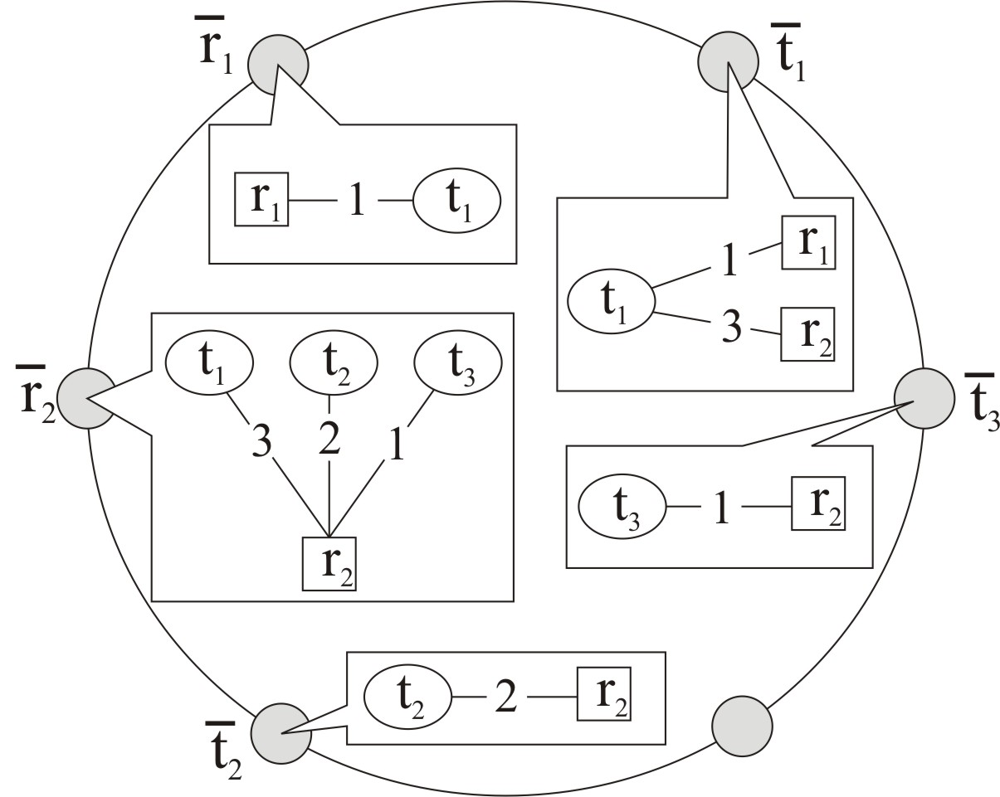 r̅₁
t̅₁
r₁ 1 t₁
1 r₁
t₁
3 r₂
t₁ t₂ t₃
r̅₂
t̅₃
3 2 1
t₃ 1 r₂
r₂
t₂ 2 r₂
t̅₂